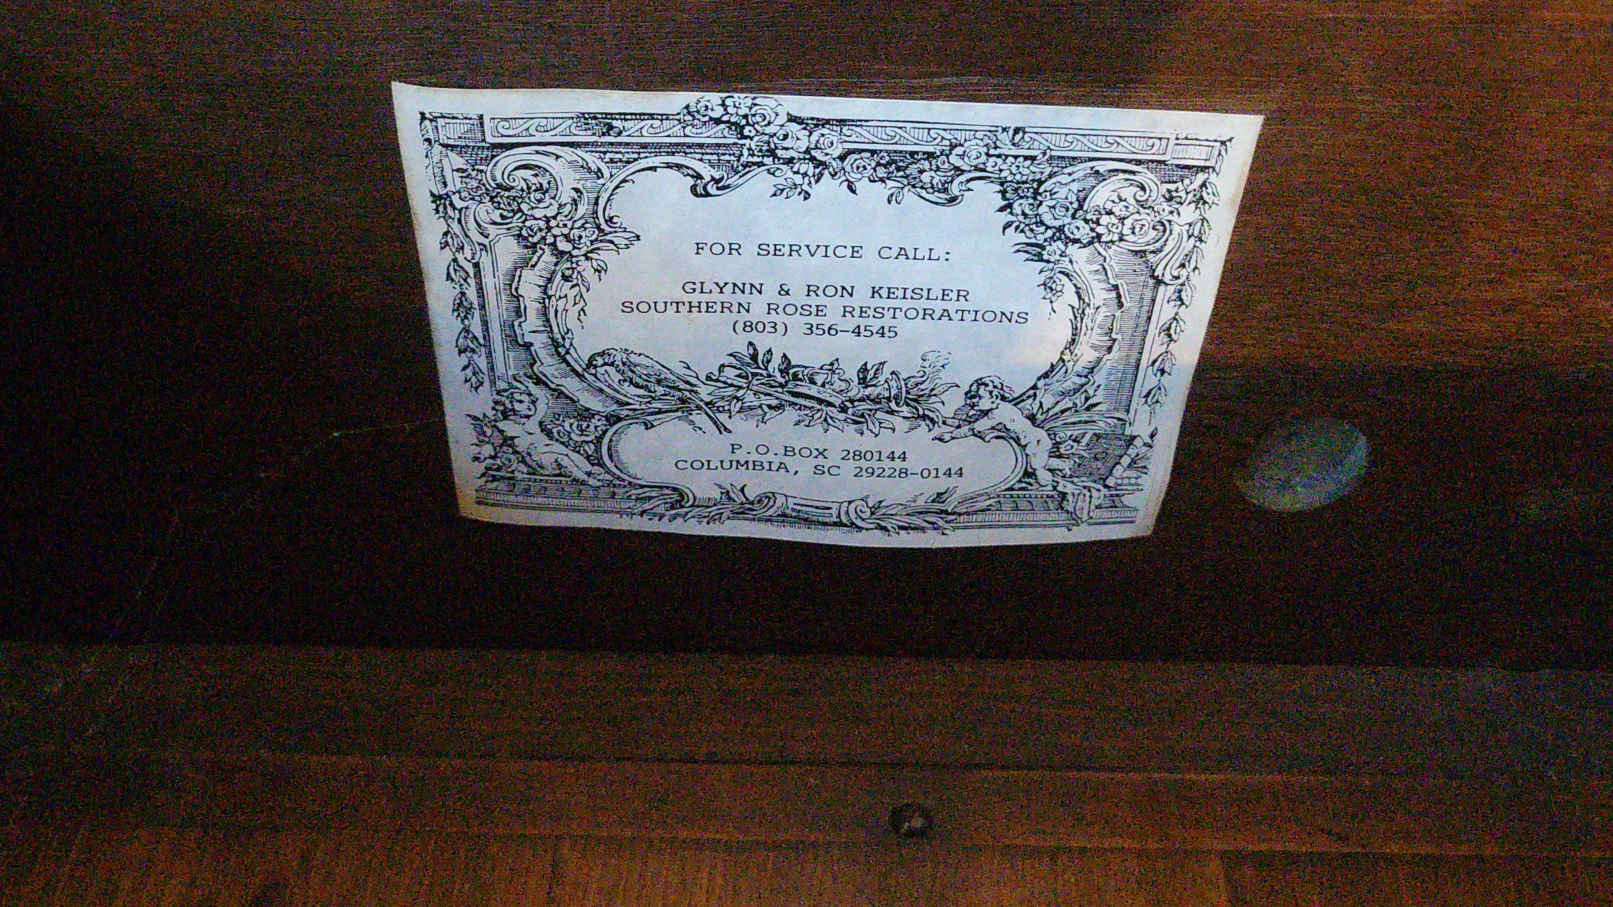 FOR SERVICE CALL:
GLYNN & RON KEISLER
SOUTHERN ROSE RESTORATIONS
(803) 356-4545
P.O.BOX 280144
COLUMBIA, SC 29228-0144